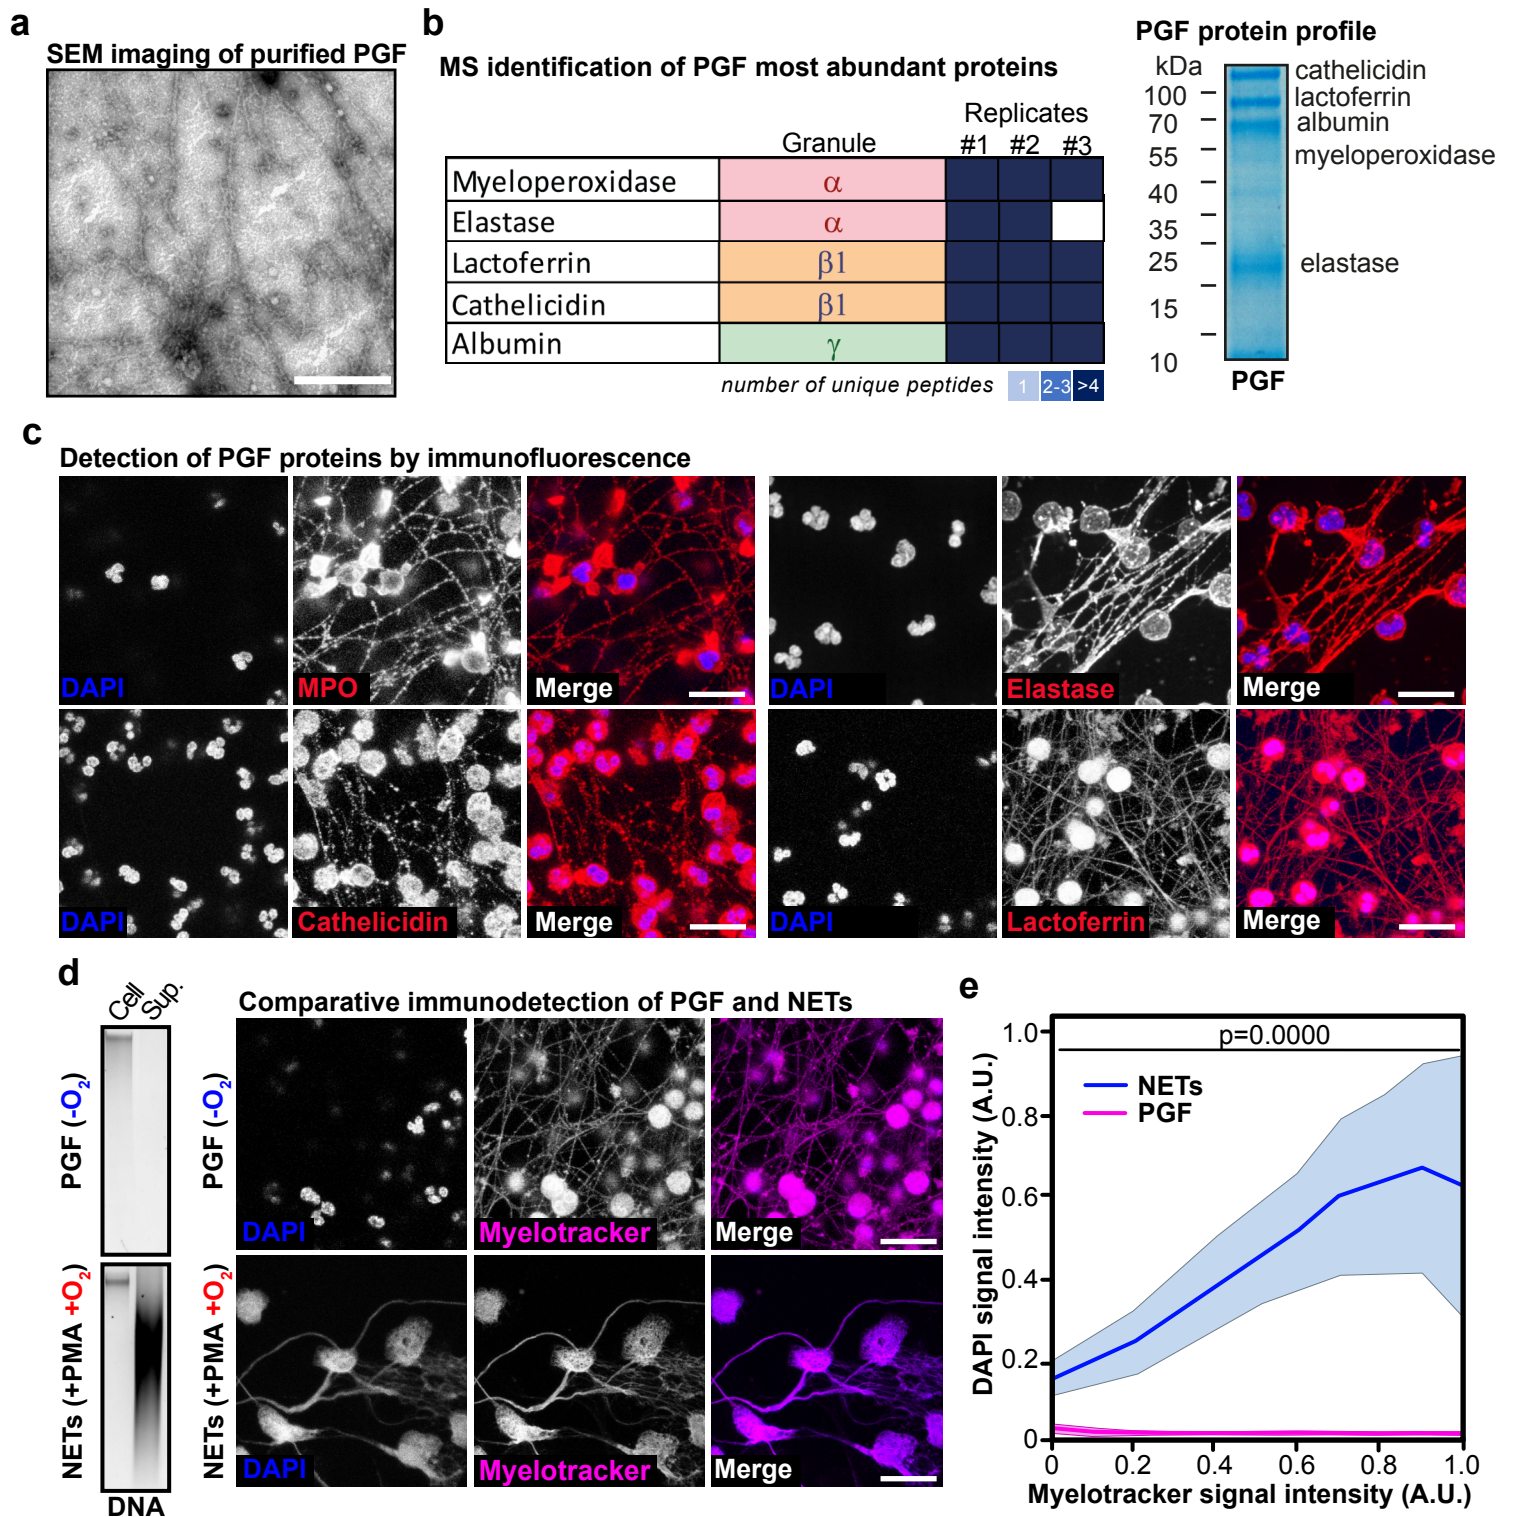 a
SEM imaging of purified PGF
b
MS identification of PGF most abundant proteins
Granule
Replicates
#1 #2 #3
Myeloperoxidase α
Elastase α
Lactoferrin β1
Cathelicidin β1
Albumin γ
number of unique peptides 1 2-3 >4
PGF protein profile
kDa
100
70
55
40
35
25
15
10
cathelicidin
lactoferrin
albumin
myeloperoxidase
elastase
PGF
c
Detection of PGF proteins by immunofluorescence
DAPI MPO Merge DAPI Elastase Merge
DAPI Cathelicidin Merge DAPI Lactoferrin Merge
d
Cell Sup.
PGF (-O₂)
NETs (+PMA +O₂)
DNA
Comparative immunodetection of PGF and NETs
PGF (-O₂)
DAPI Myelotracker Merge
NETs (+PMA +O₂)
DAPI Myelotracker Merge
e
p=0.0000
NETs
PGF
DAPI signal intensity (A.U.)
1.0
0.8
0.6
0.4
0.2
0
0 0.2 0.4 0.6 0.8 1.0
Myelotracker signal intensity (A.U.)